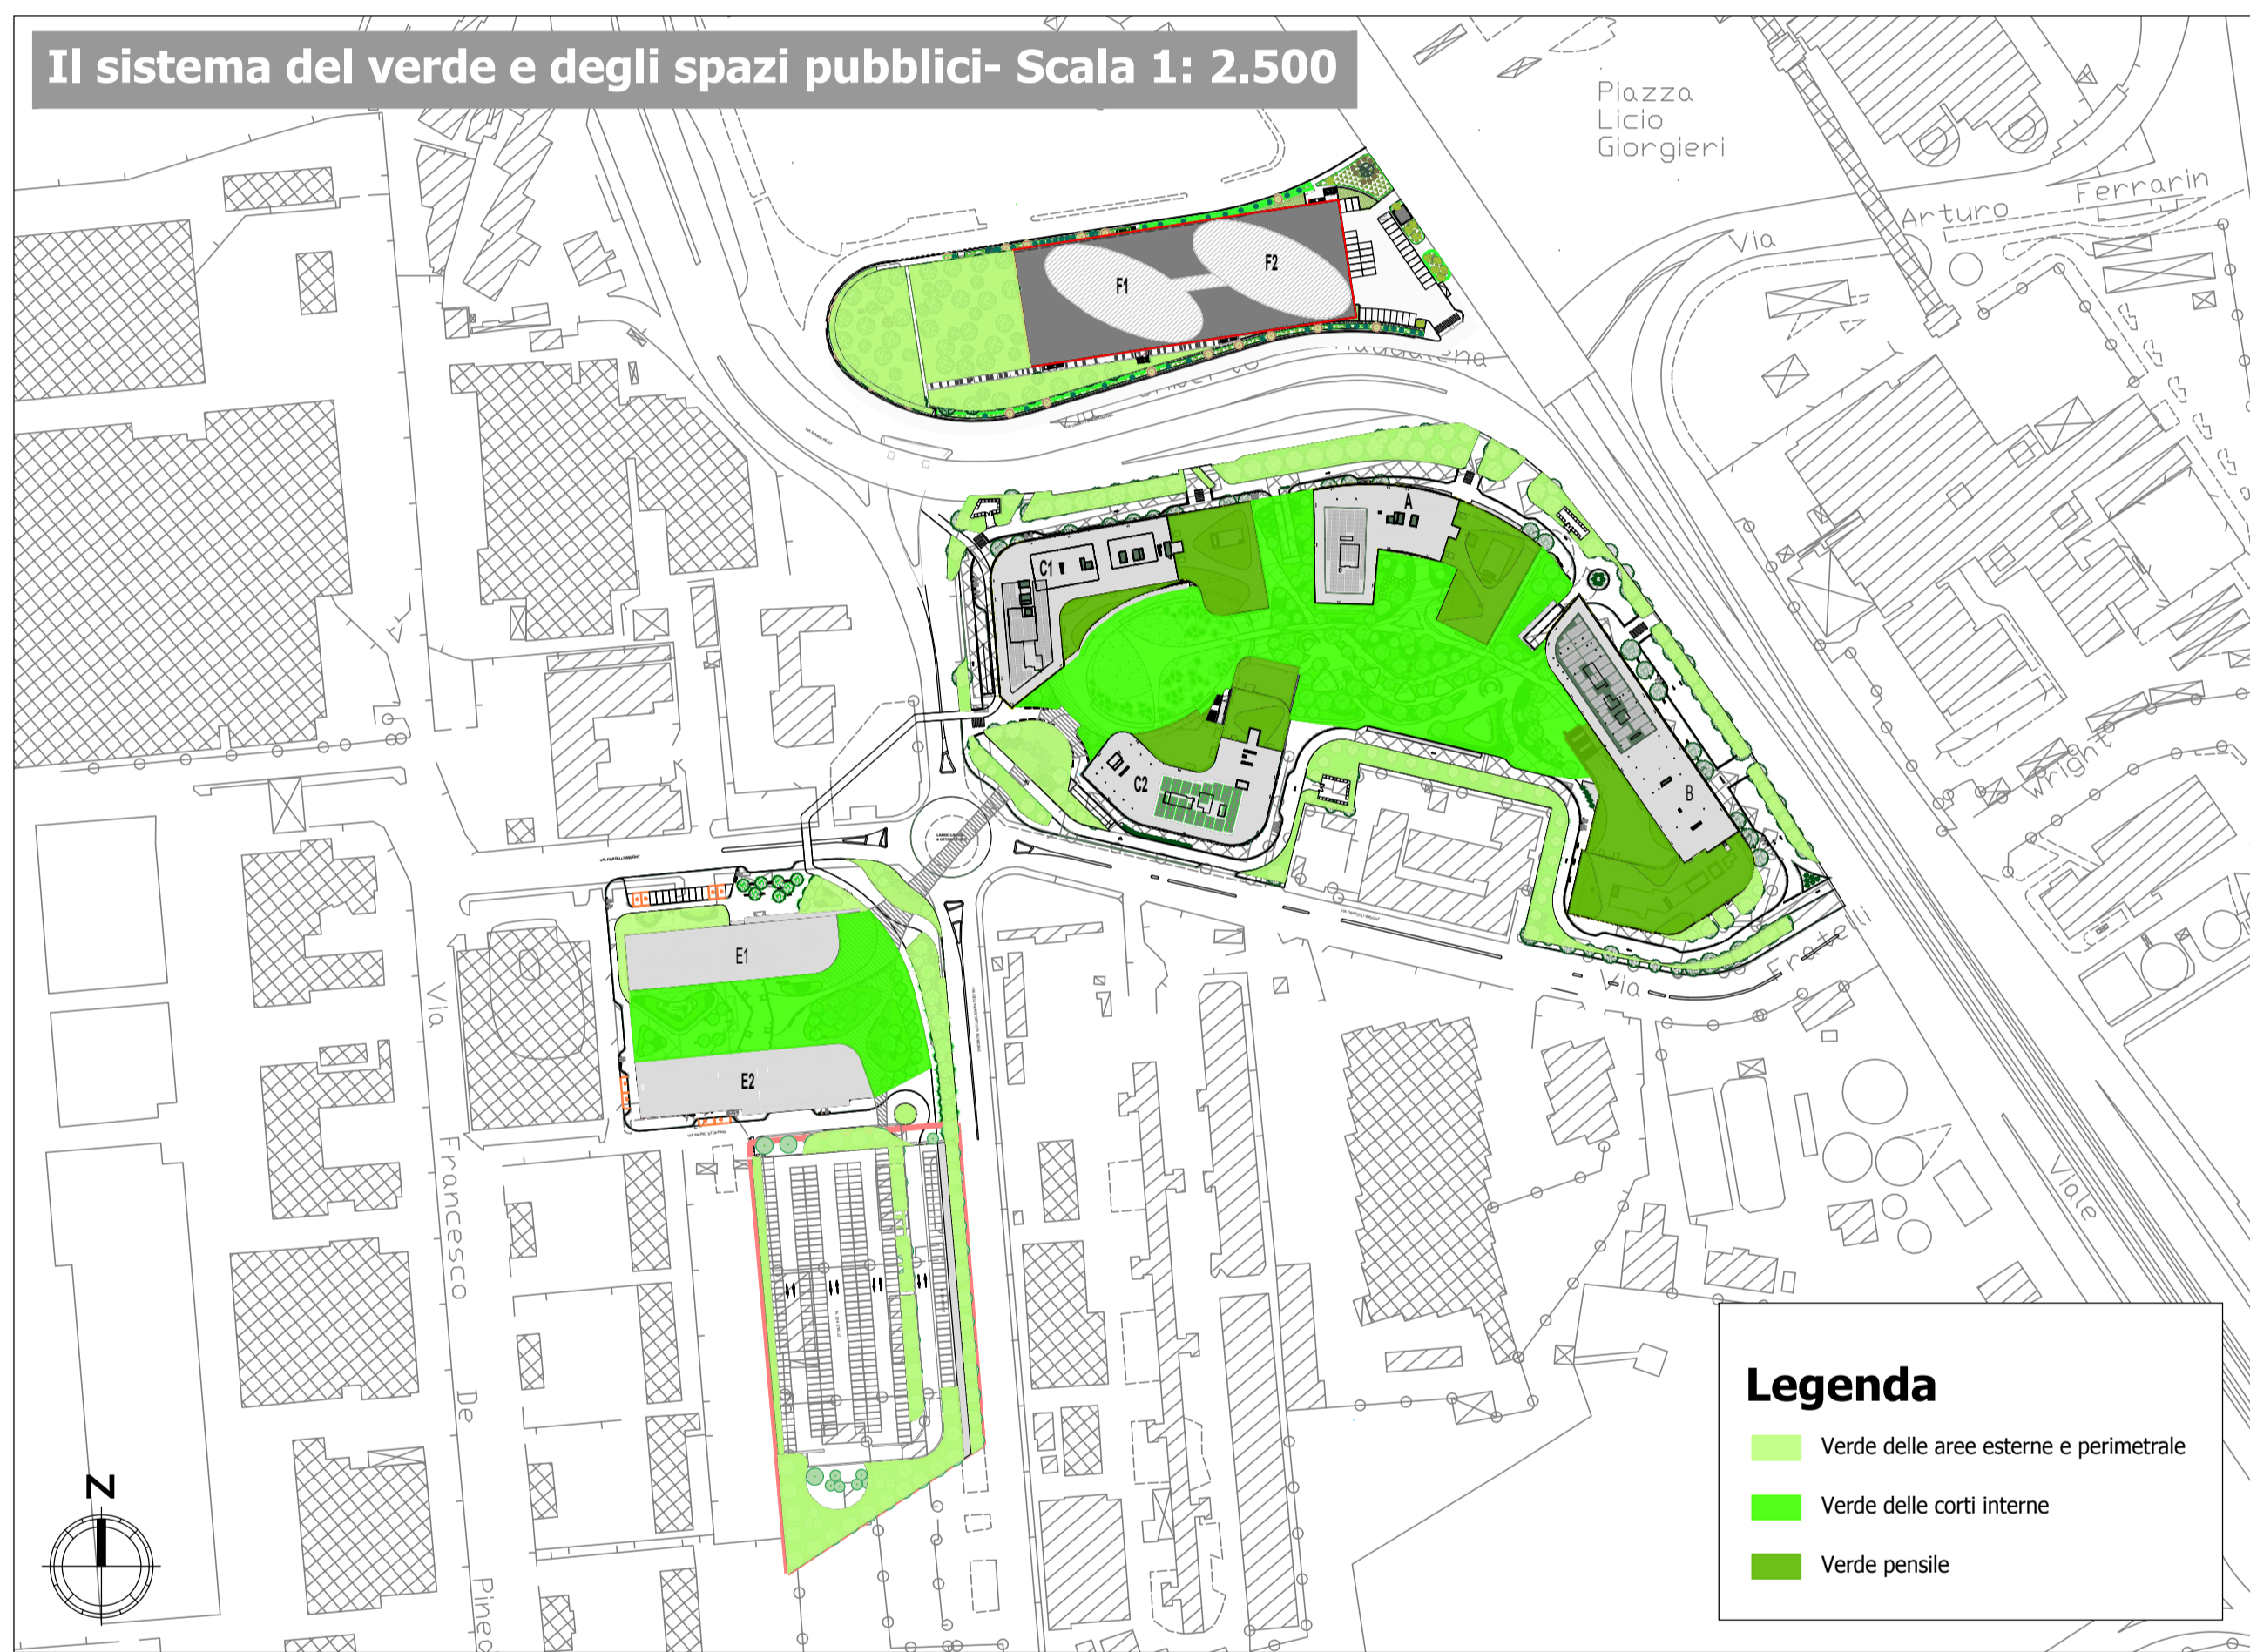 Il sistema del verde e degli spazi pubblici- Scala 1: 2.500
Piazza
Licio
Giorgieri
Via
Arturo
Ferrarin
F1
F2
A
C1
C
C2
B
E1
E2
Wright
Via
Fratelli
Viale
Via
Francesco
De
Pinedo
N
Legenda
Verde delle aree esterne e perimetrale
Verde delle corti interne
Verde pensile